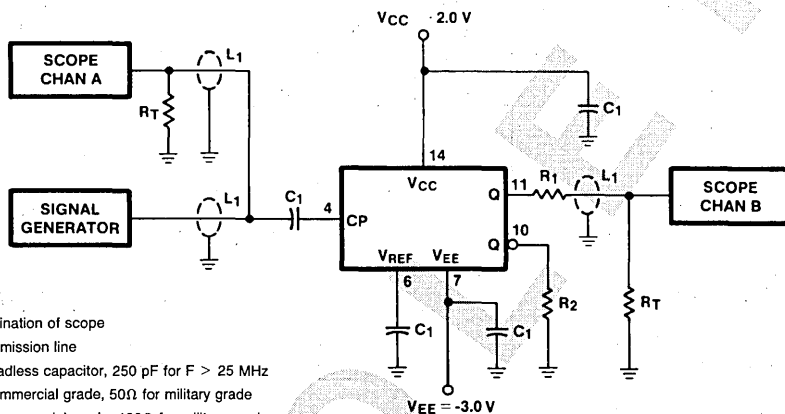 VCC 2.0 V
SCOPE
CHAN A
L1
RT
C1
14
VCC
SIGNAL
GENERATOR
L1
C1
4
CP
Q
11
R1
L1
SCOPE
CHAN B
Q
10
VREF
VEE
6
7
R2
RT
C1
C1
VEE = -3.0 V
ination of scope
mission line
adless capacitor, 250 pF for F > 25 MHz
mmercial grade, 50Ω for military grade